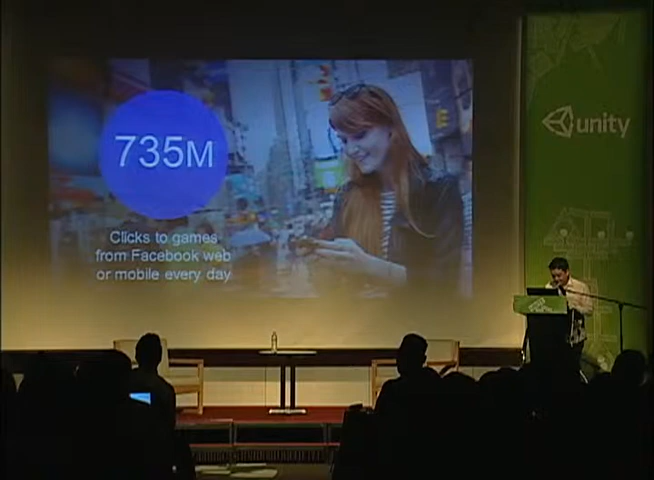 735M
Clicks to games
from Facebook web
or mobile every day
unity